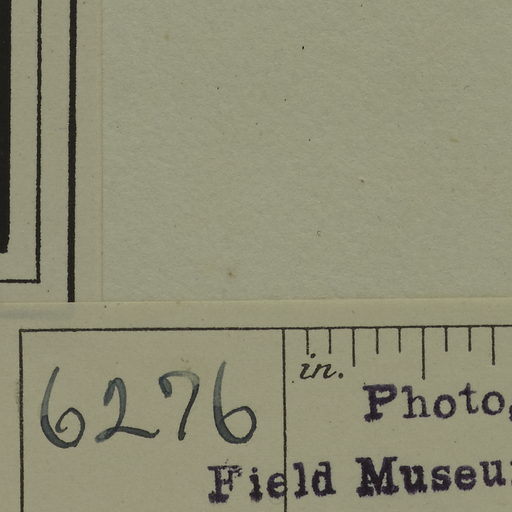 in.
6276
Photo.
Field Museu